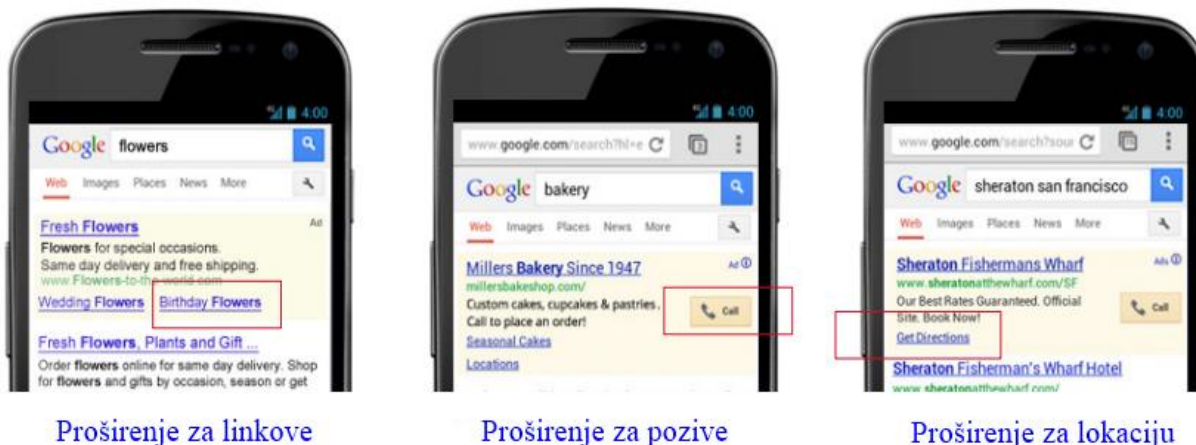 4:00
Google flowers
Web Images Places News More
Fresh Flowers Ad
Flowers for special occasions.
Same day delivery and free shipping.
www.Flowers-to-the-world.com
Wedding Flowers Birthday Flowers
Fresh Flowers, Plants and Gift ...
Order flowers online for same day delivery. Shop
for flowers and gifts by occasion, season or get
Proširenje za linkove
4:00
www.google.com/search?hl=e
Google bakery
Web Images Places News More
Millers Bakery Since 1947 Ad
millersbakeshop.com/
Custom cakes, cupcakes & pastries.
Call to place an order!
Call
Seasonal Cakes
Locations
Proširenje za pozive
4:00
www.google.com/search?sour
Google sheraton san francisco
Web Images Places News More
Sheraton Fishermans Wharf Ads
www.sheratonatthewharf.com/SF
Our Best Rates Guaranteed. Official
Site. Book Now!
Call
Get Directions
Sheraton Fisherman's Wharf Hotel
www.sheratonatthewharf.com/
Proširenje za lokaciju